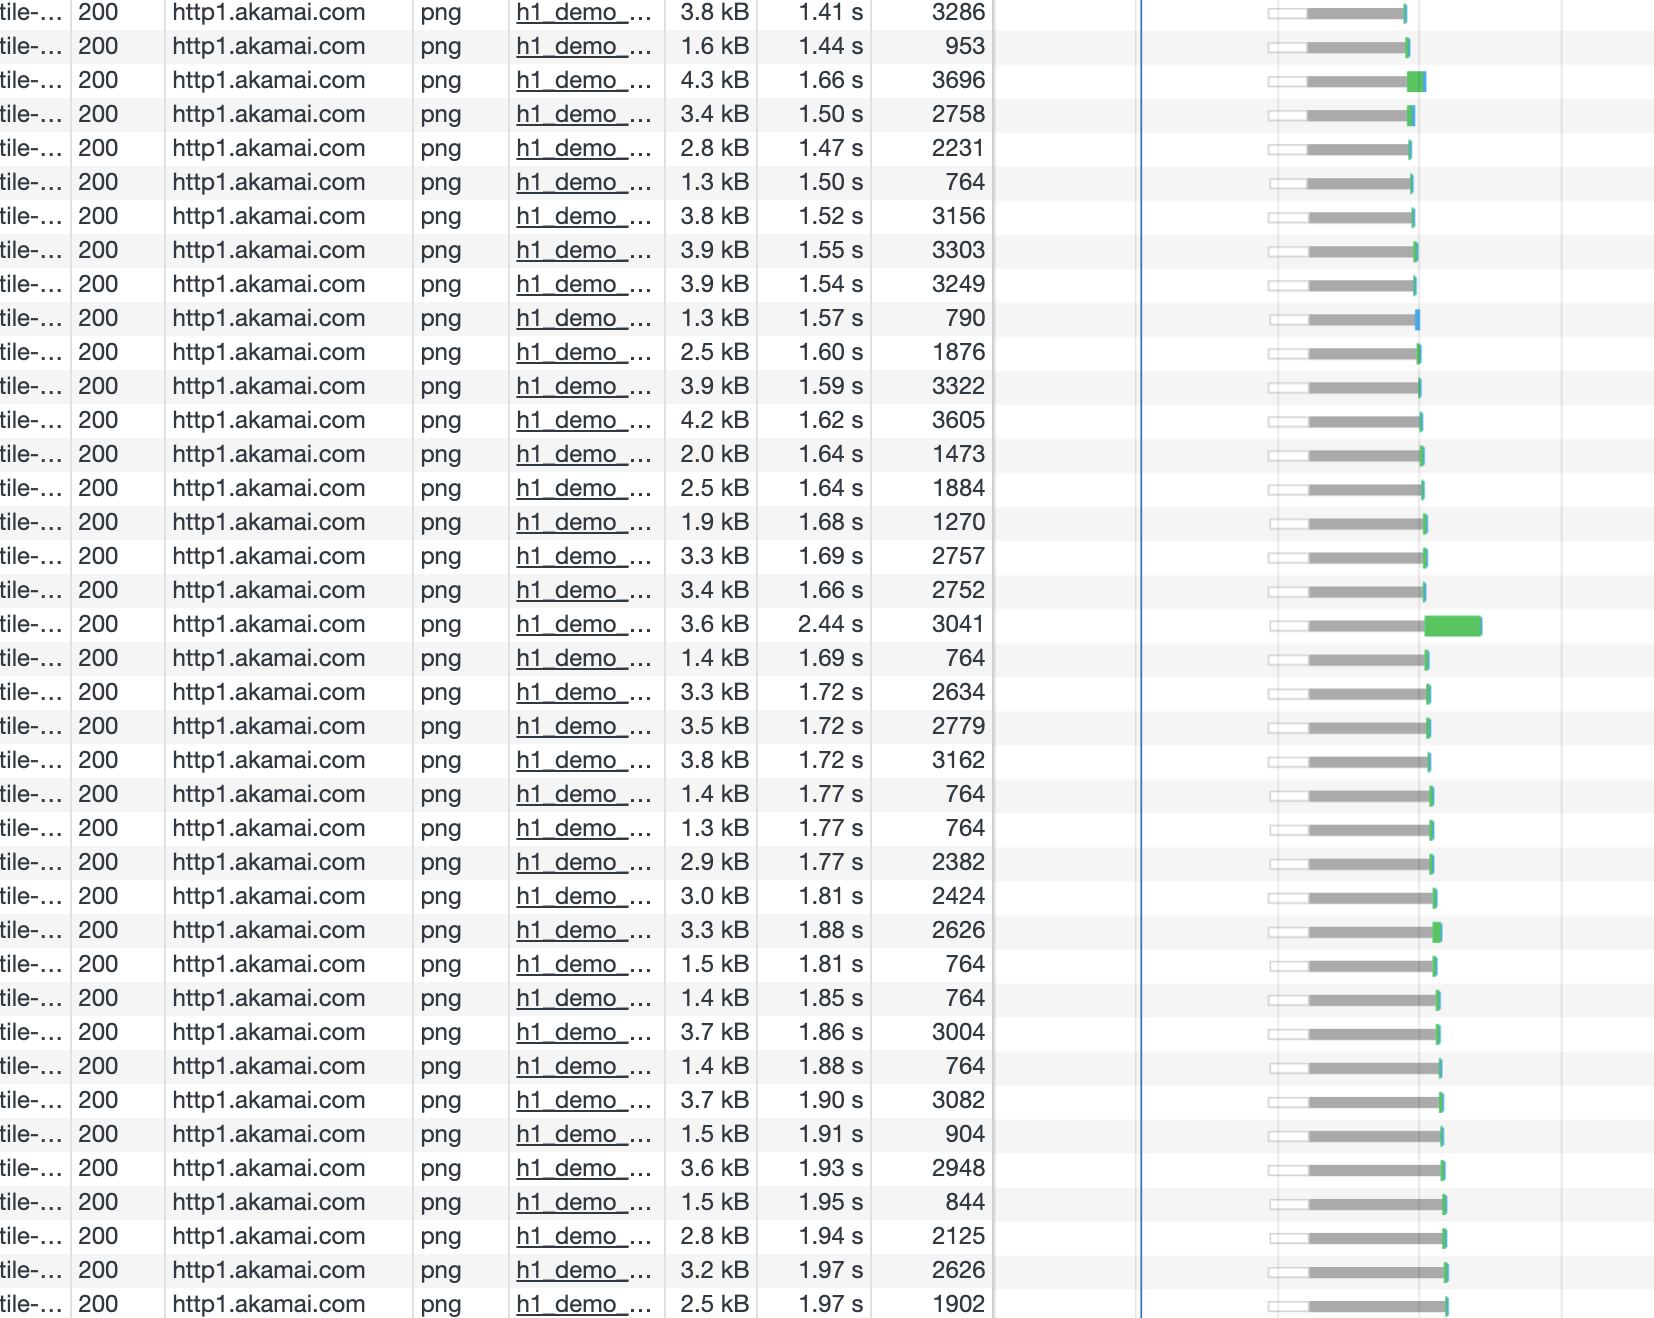 tile-... 200 http1.akamai.com png h1_demo_... 3.8 kB 1.41 s 3286
tile-... 200 http1.akamai.com png h1_demo_... 1.6 kB 1.44 s 953
tile-... 200 http1.akamai.com png h1_demo_... 4.3 kB 1.66 s 3696
tile-... 200 http1.akamai.com png h1_demo_... 3.4 kB 1.50 s 2758
tile-... 200 http1.akamai.com png h1_demo_... 2.8 kB 1.47 s 2231
tile-... 200 http1.akamai.com png h1_demo_... 1.3 kB 1.50 s 764
tile-... 200 http1.akamai.com png h1_demo_... 3.8 kB 1.52 s 3156
tile-... 200 http1.akamai.com png h1_demo_... 3.9 kB 1.55 s 3303
tile-... 200 http1.akamai.com png h1_demo_... 3.9 kB 1.54 s 3249
tile-... 200 http1.akamai.com png h1_demo_... 1.3 kB 1.57 s 790
tile-... 200 http1.akamai.com png h1_demo_... 2.5 kB 1.60 s 1876
tile-... 200 http1.akamai.com png h1_demo_... 3.9 kB 1.59 s 3322
tile-... 200 http1.akamai.com png h1_demo_... 4.2 kB 1.62 s 3605
tile-... 200 http1.akamai.com png h1_demo_... 2.0 kB 1.64 s 1473
tile-... 200 http1.akamai.com png h1_demo_... 2.5 kB 1.64 s 1884
tile-... 200 http1.akamai.com png h1_demo_... 1.9 kB 1.68 s 1270
tile-... 200 http1.akamai.com png h1_demo_... 3.3 kB 1.69 s 2757
tile-... 200 http1.akamai.com png h1_demo_... 3.4 kB 1.66 s 2752
tile-... 200 http1.akamai.com png h1_demo_... 3.6 kB 2.44 s 3041
tile-... 200 http1.akamai.com png h1_demo_... 1.4 kB 1.69 s 764
tile-... 200 http1.akamai.com png h1_demo_... 3.3 kB 1.72 s 2634
tile-... 200 http1.akamai.com png h1_demo_... 3.5 kB 1.72 s 2779
tile-... 200 http1.akamai.com png h1_demo_... 3.8 kB 1.72 s 3162
tile-... 200 http1.akamai.com png h1_demo_... 1.4 kB 1.77 s 764
tile-... 200 http1.akamai.com png h1_demo_... 1.3 kB 1.77 s 764
tile-... 200 http1.akamai.com png h1_demo_... 2.9 kB 1.77 s 2382
tile-... 200 http1.akamai.com png h1_demo_... 3.0 kB 1.81 s 2424
tile-... 200 http1.akamai.com png h1_demo_... 3.3 kB 1.88 s 2626
tile-... 200 http1.akamai.com png h1_demo_... 1.5 kB 1.81 s 764
tile-... 200 http1.akamai.com png h1_demo_... 1.4 kB 1.85 s 764
tile-... 200 http1.akamai.com png h1_demo_... 3.7 kB 1.86 s 3004
tile-... 200 http1.akamai.com png h1_demo_... 1.4 kB 1.88 s 764
tile-... 200 http1.akamai.com png h1_demo_... 3.7 kB 1.90 s 3082
tile-... 200 http1.akamai.com png h1_demo_... 1.5 kB 1.91 s 904
tile-... 200 http1.akamai.com png h1_demo_... 3.6 kB 1.93 s 2948
tile-... 200 http1.akamai.com png h1_demo_... 1.5 kB 1.95 s 844
tile-... 200 http1.akamai.com png h1_demo_... 2.8 kB 1.94 s 2125
tile-... 200 http1.akamai.com png h1_demo_... 3.2 kB 1.97 s 2626
tile-... 200 http1.akamai.com png h1_demo_... 2.5 kB 1.97 s 1902